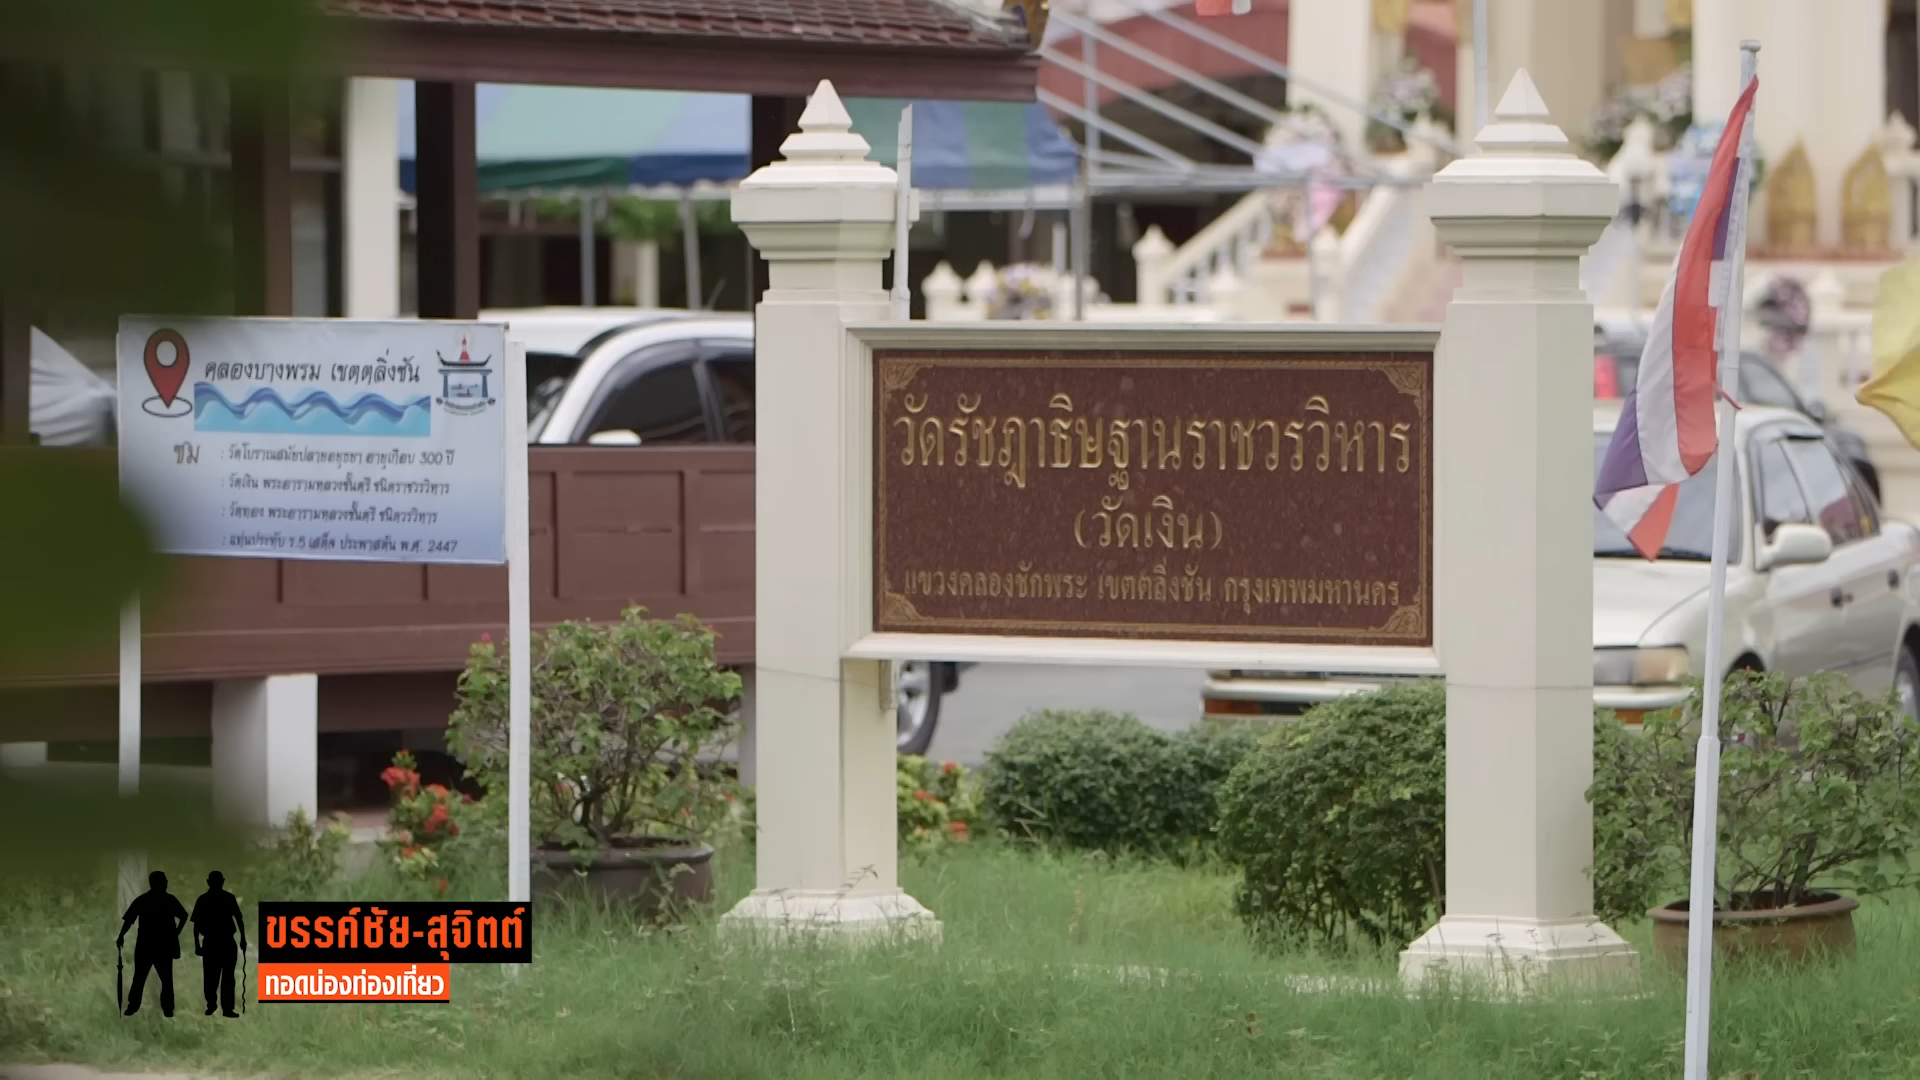 คลองบางพรม เขตตลิ่งชัน
ชม : วัดโบราณสมัยปลายอยุธยา อายุเกือบ 300 ปี
: วัดเงิน พระอารามหลวงชั้นตรี ชนิดราชวรวิหาร
: วัดทอง พระอารามหลวงชั้นตรี ชนิดวรวิหาร
: แท่นประทับ ร.5 เสด็จ ประพาสต้น พ.ศ. 2447
วัดรัชฎาธิษฐานราชวรวิหาร
(วัดเงิน)
แขวงคลองชักพระ เขตตลิ่งชัน กรุงเทพมหานคร
ขรรค์ชัย-สุจิตต์
ทอดน่องท่องเที่ยว